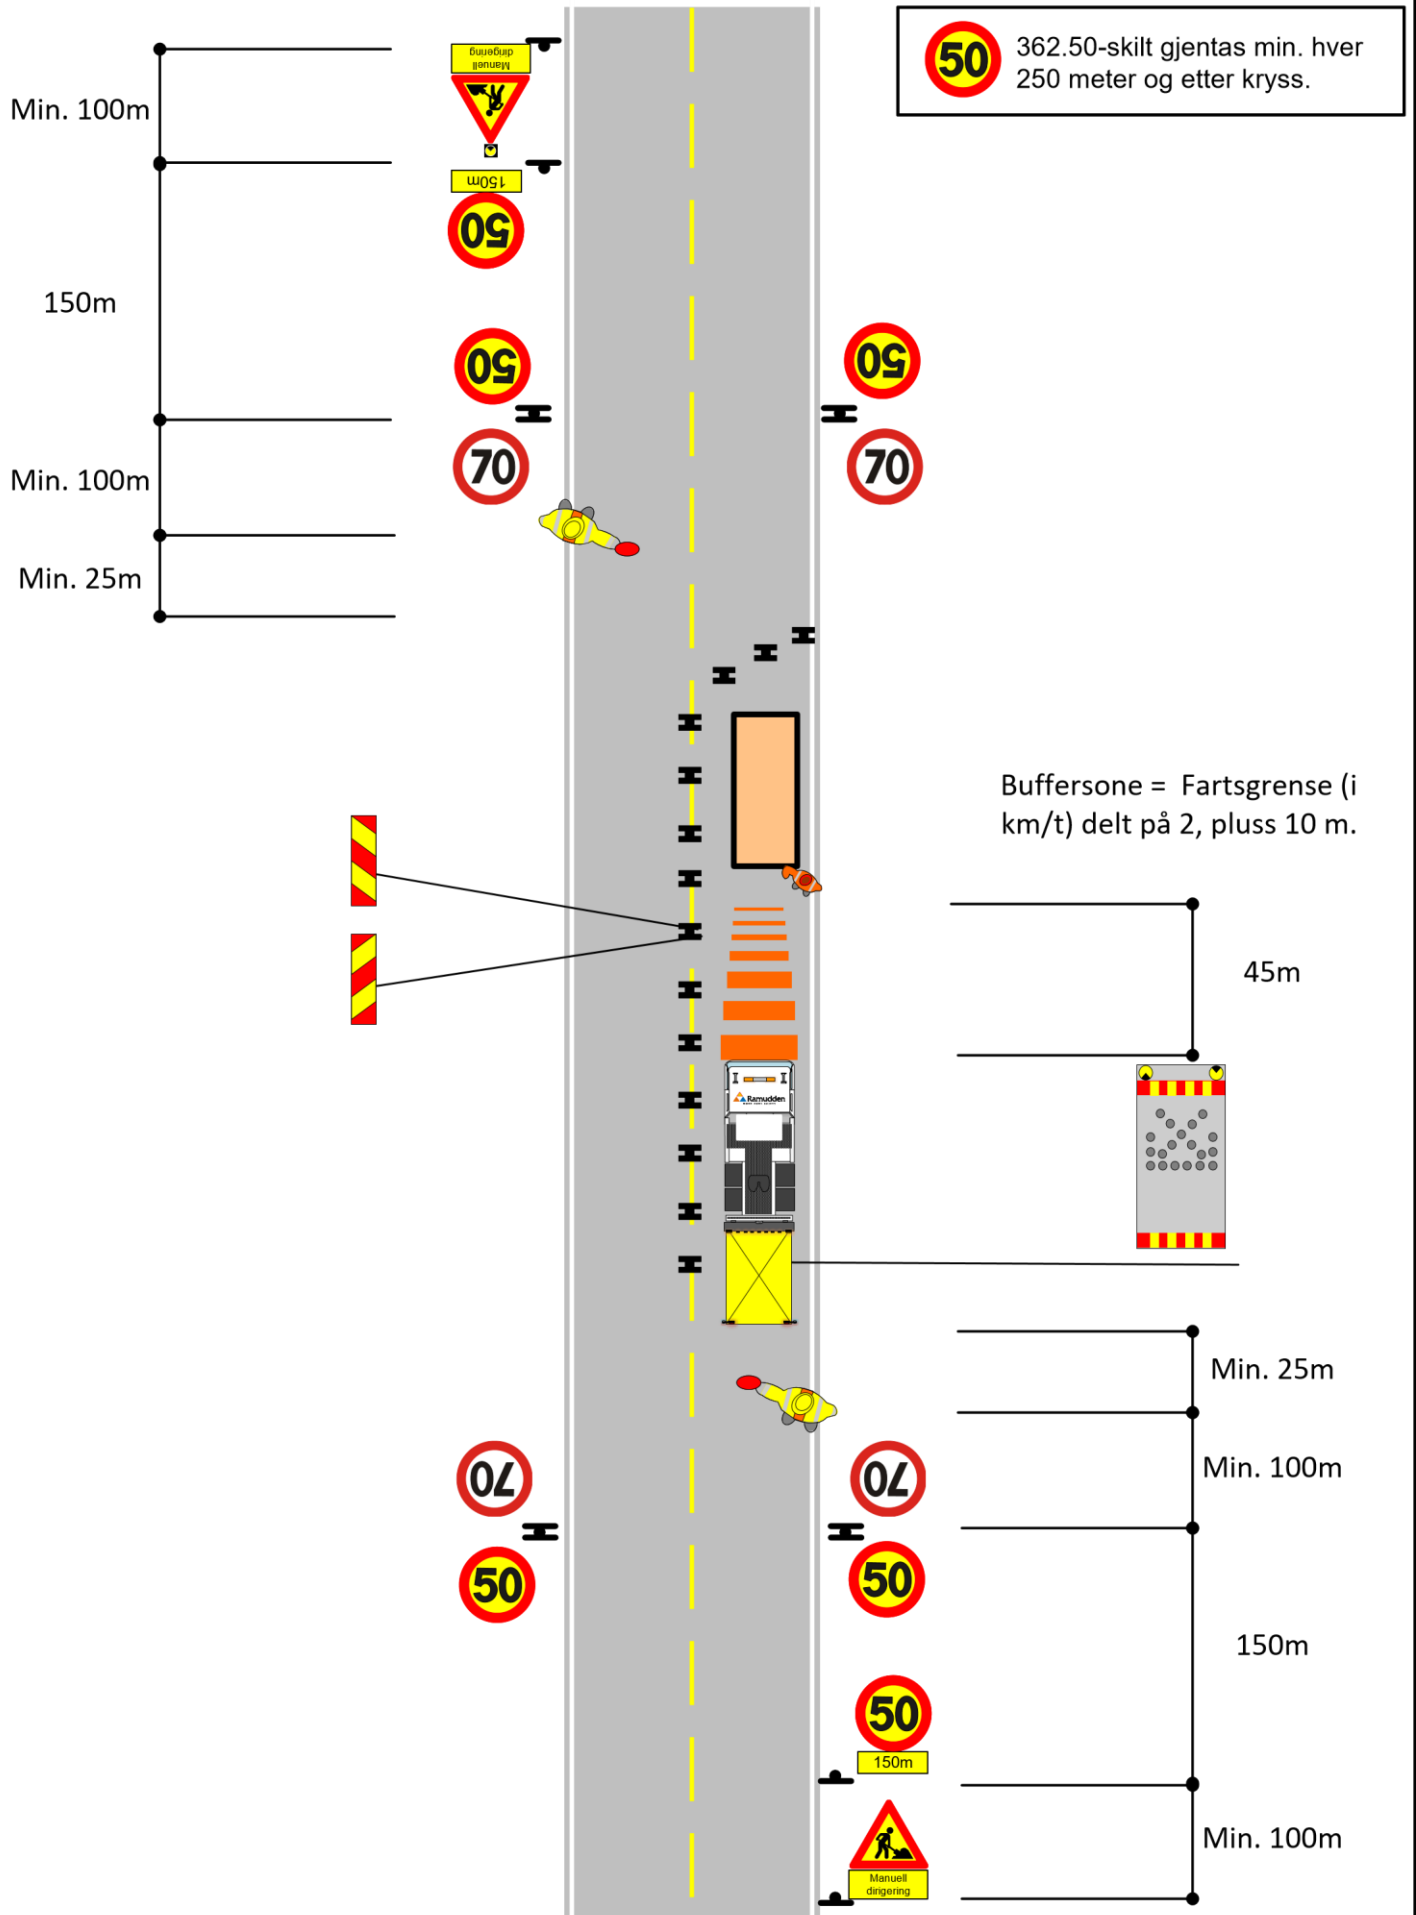 50
362.50-skilt gjentas min. hver
250 meter og etter kryss.
Manuell
dirigering
Min. 100m
150m
50
150m
50
50
70
70
Min. 100m
Min. 25m
Buffersone = Fartsgrense (i
km/t) delt på 2, pluss 10 m.
45m
Ramudden
Min. 25m
70
70
Min. 100m
50
50
150m
50
150m
Min. 100m
Manuell
dirigering